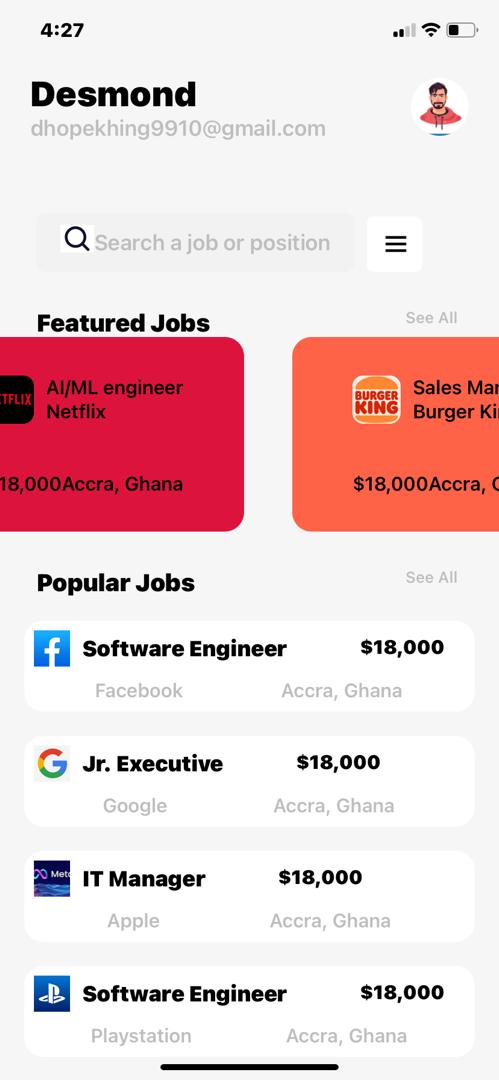 4:27
Desmond
dhopekhing9910@gmail.com
Search a job or position
Featured Jobs See All
AI/ML engineer
Netflix
18,000Accra, Ghana
BURGER
KING
Sales Mar
Burger Ki
$18,000Accra,
Popular Jobs See All
Software Engineer $18,000
Facebook Accra, Ghana
Jr. Executive $18,000
Google Accra, Ghana
Meta
IT Manager $18,000
Apple Accra, Ghana
Software Engineer $18,000
Playstation Accra, Ghana